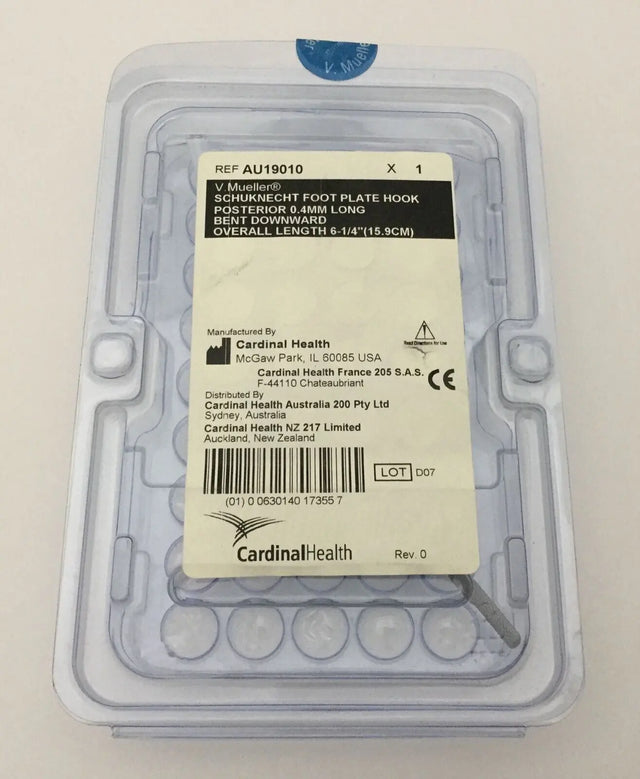 V. Muelle
REF AU19010 X 1
V.Mueller®
SCHUKNECHT FOOT PLATE HOOK
POSTERIOR 0.4MM LONG
BENT DOWNWARD
OVERALL LENGTH 6-1/4"(15.9CM)
Manufactured By
Cardinal Health
McGaw Park, IL 60085 USA
Read Directions for Use
Cardinal Health France 205 S.A.S.
F-44110 Chateaubriant
CE
Distributed By
Cardinal Health Australia 200 Pty Ltd
Sydney, Australia
Cardinal Health NZ 217 Limited
Auckland, New Zealand
LOT D07
(01) 0 0630140 17355 7
CardinalHealth
Rev. 0